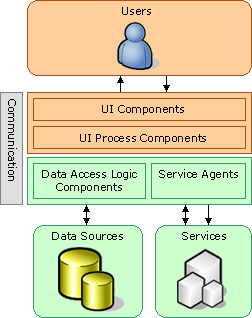 Users
Communication
UI Components
UI Process Components
Data Access Logic
Components
Service Agents
Data Sources
Services